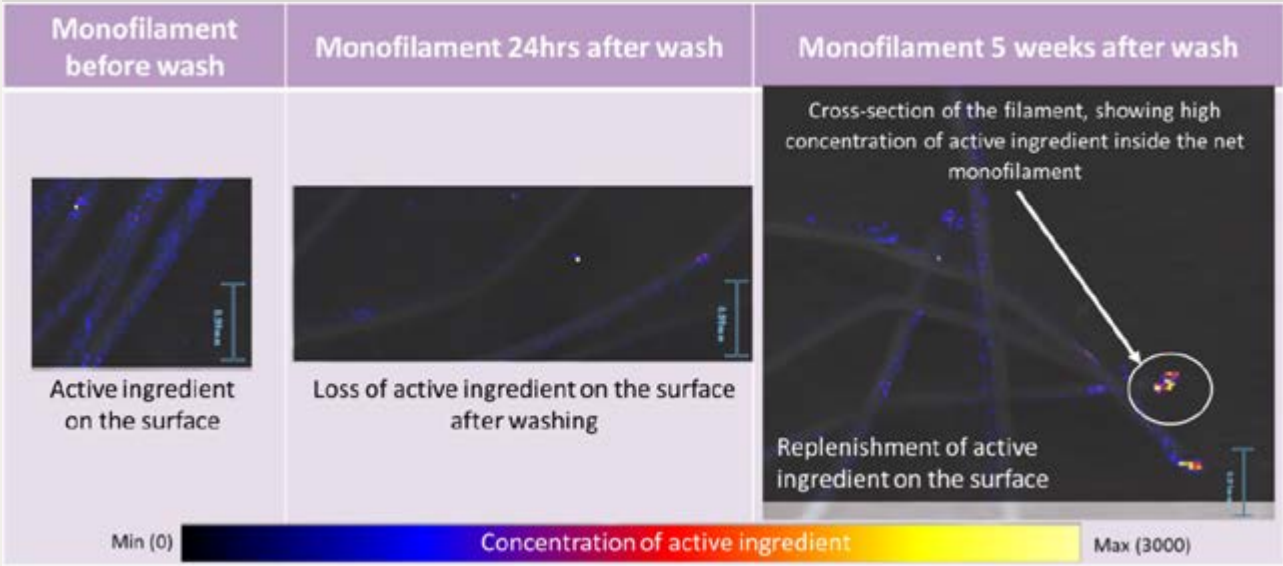 Monofilament
before wash
Monofilament 24hrs after wash
Monofilament 5 weeks after wash
Cross-section of the filament, showing high
concentration of active ingredient inside the net
monofilament
Active ingredient
on the surface
Loss of active ingredient on the surface
after washing
Replenishment of active
ingredient on the surface
Min (0)
Concentration of active ingredient
Max (3000)